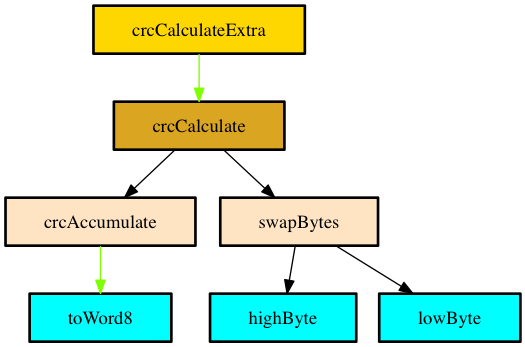 crcCalculateExtra
crcCalculate
crcAccumulate
swapBytes
toWord8
highByte
lowByte